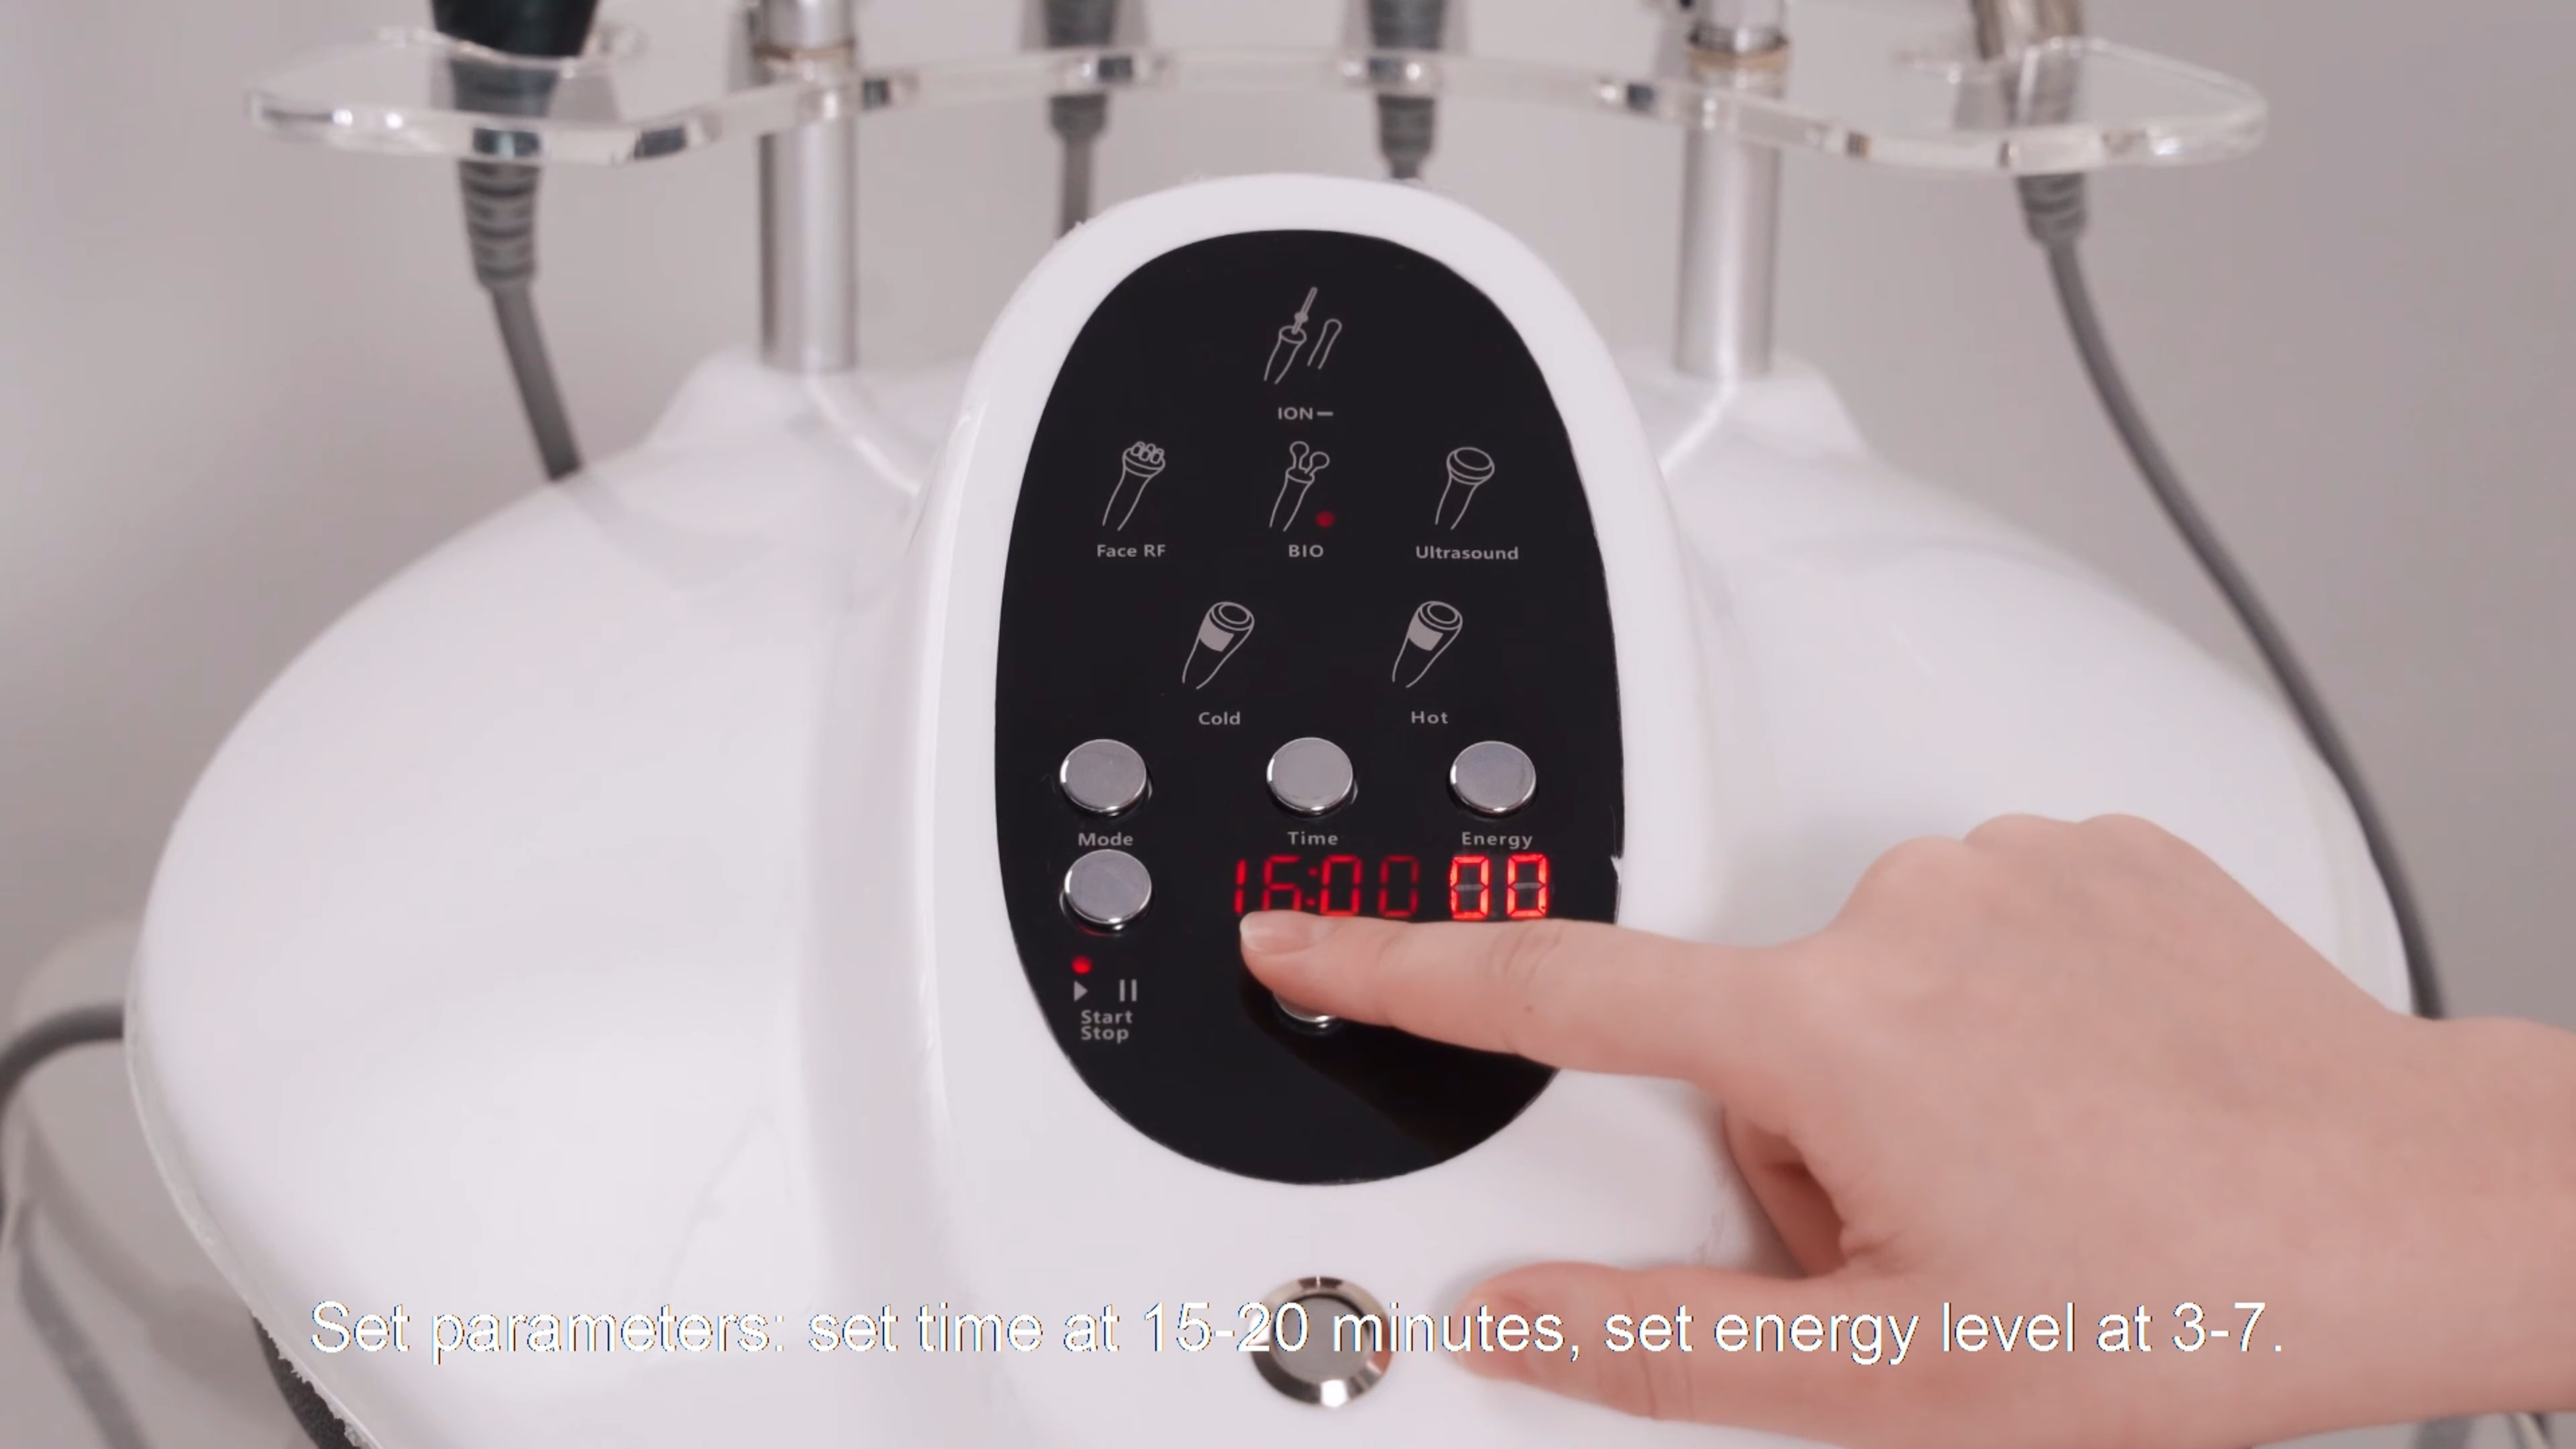 ION−
Face RF BIO Ultrasound
Cold Hot
Mode Time Energy
16:00 00
Start
Stop
Set parameters: set time at 15-20 minutes, set energy level at 3-7.